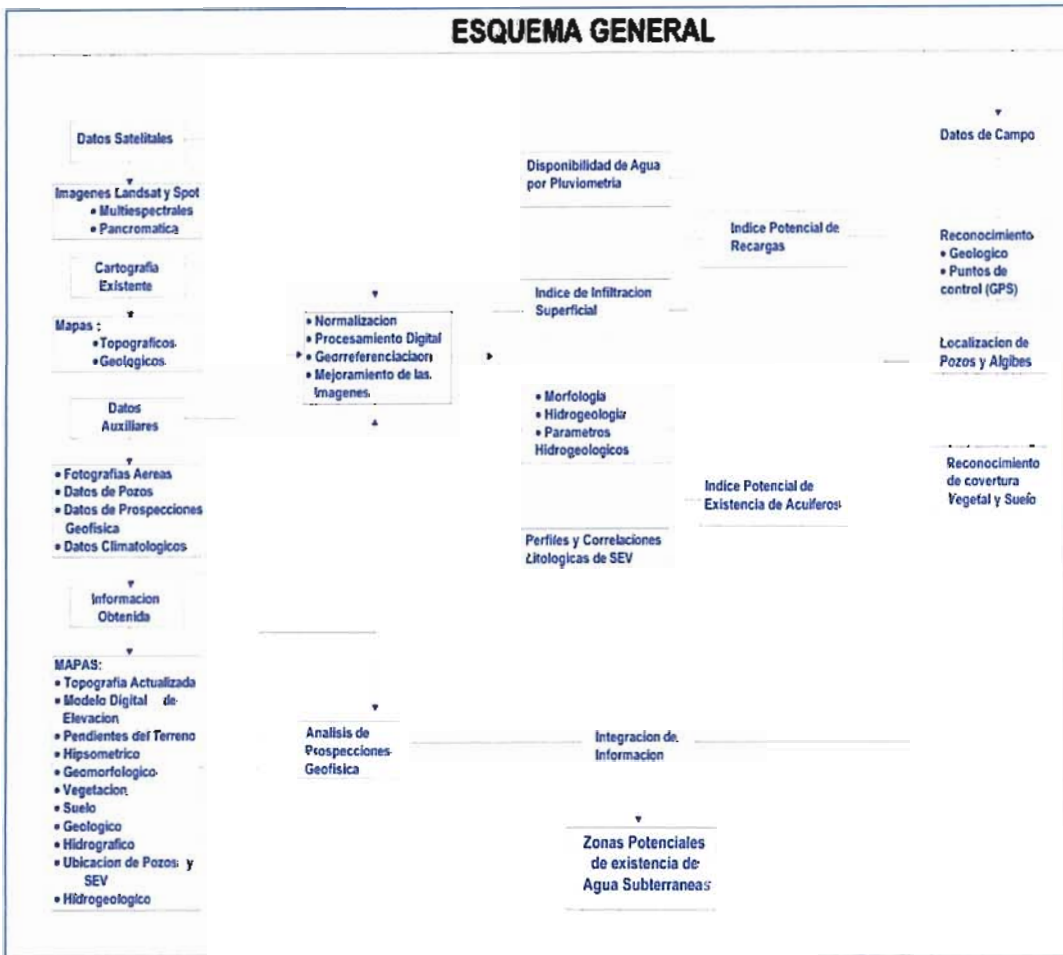 ESQUEMA GENERAL
Datos Satelitales
Imagenes Landsat y Spot
• Multiespectrales
• Pancromatica
Cartografia
Existente
Mapas :
• Topograficos
• Geologicos
Datos
Auxiliares
• Fotografias Aereas
• Datos de Pozos
• Datos de Prospecciones
Geofisica
• Datos Climatologicos
Informacion
Obtenida
MAPAS:
• Topografia Actualizada
• Modelo Digital de
Elevacion
• Pendientes del Terreno
• Hipsometrico
• Geomorfologico
• Vegetacion
• Suelo
• Geologico
• Hidrografico
• Ubicacion de Pozos y
SEV
• Hidrogeologico
• Normalizacion
• Procesamiento Digital
• Georreferenciaciaon
• Mejoramiento de las
Imagenes
Analisis de
Prospecciones
Geofisica
Disponibilidad de Agua
por Pluviometria
Indice de Infiltracion
Superficial
• Morfologia
• Hidrogeologia
• Parametros
Hidrogeologicos
Perfiles y Correlaciones
Litologicas de SEV
Indice Potencial de
Recargas
Indice Potencial de
Existencia de Acuiferos
Integracion de
Informacion
Zonas Potenciales
de existencia de
Agua Subterraneas
Datos de Campo
Reconocimiento
• Geologico
• Puntos de
control (GPS)
Localizacion de
Pozos y Algibes
Reconocimiento
de covertura
Vegetal y Suelo